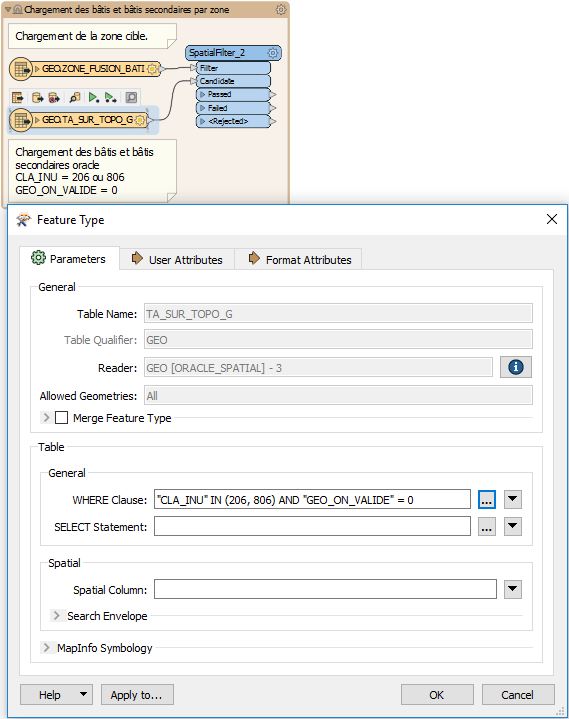 Chargement des bâtis et bâtis secondaires par zone
Chargement de la zone cible.
SpatialFilter_2
GEO.ZONE_FUSION_BATI
Filter
Candidate
Passed
GEO.TA_SUR_TOPO_G
Failed
<Rejected>
Chargement des bâtis et bâtis
secondaires oracle
CLA_INU = 206 ou 806
GEO_ON_VALIDE = 0
Feature Type
Parameters
User Attributes
Format Attributes
General
Table Name: TA_SUR_TOPO_G
Table Qualifier: GEO
Reader: GEO [ORACLE_SPATIAL] - 3
Allowed Geometries: All
Merge Feature Type
Table
General
WHERE Clause: "CLA_INU" IN (206, 806) AND "GEO_ON_VALIDE" = 0 ...
SELECT Statement: ...
Spatial
Spatial Column:
Search Envelope
MapInfo Symbology
Help Apply to... OK Cancel